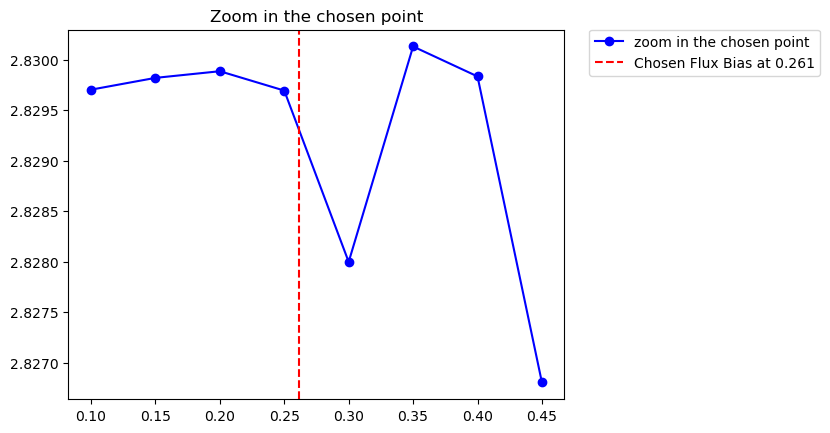 Zoom in the chosen point
zoom in the chosen point
Chosen Flux Bias at 0.261
2.8300
2.8295
2.8290
2.8285
2.8280
2.8275
2.8270
0.10 0.15 0.20 0.25 0.30 0.35 0.40 0.45